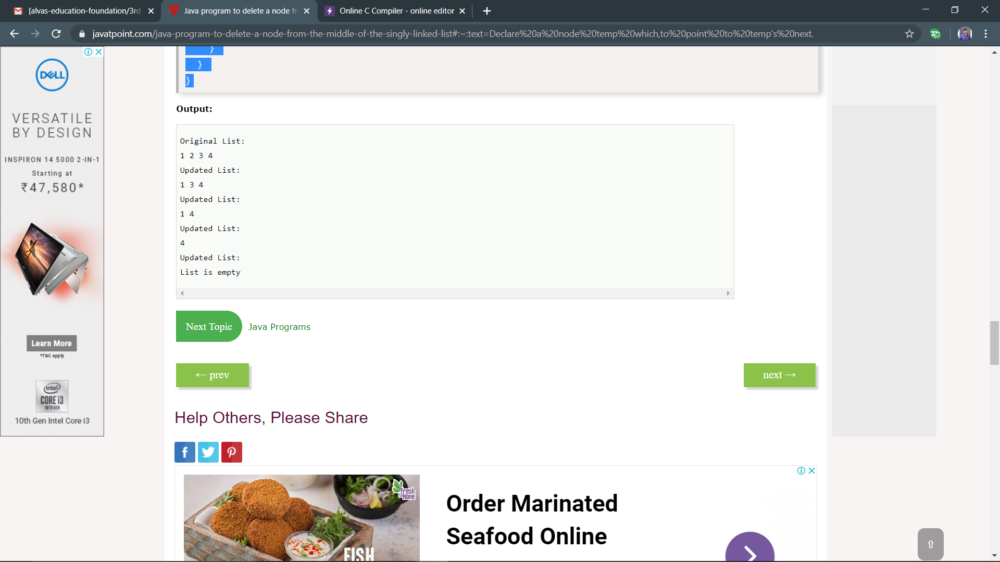 [alvas-education-foundation/3rd-
Java program to delete a node fr
Online C Compiler - online editor
javatpoint.com/java-program-to-delete-a-node-from-the-middle-of-the-singly-linked-list#:~:text=Declare%20a%20node%20temp%20which,to%20point%20to%20temp's%20next.
DELL
VERSATILE
BY DESIGN
INSPIRON 14 5000 2-IN-1
Starting at
₹47,580*
Learn More
*T&C apply
intel
CORE i3
10TH GEN
10th Gen Intel Core i3
}
}
}
Output:
Original List:
1 2 3 4
Updated List:
1 3 4
Updated List:
1 4
Updated List:
4
Updated List:
List is empty
Next Topic Java Programs
← prev
next →
Help Others, Please Share
fresh
to Home
FISH
Order Marinated
Seafood Online